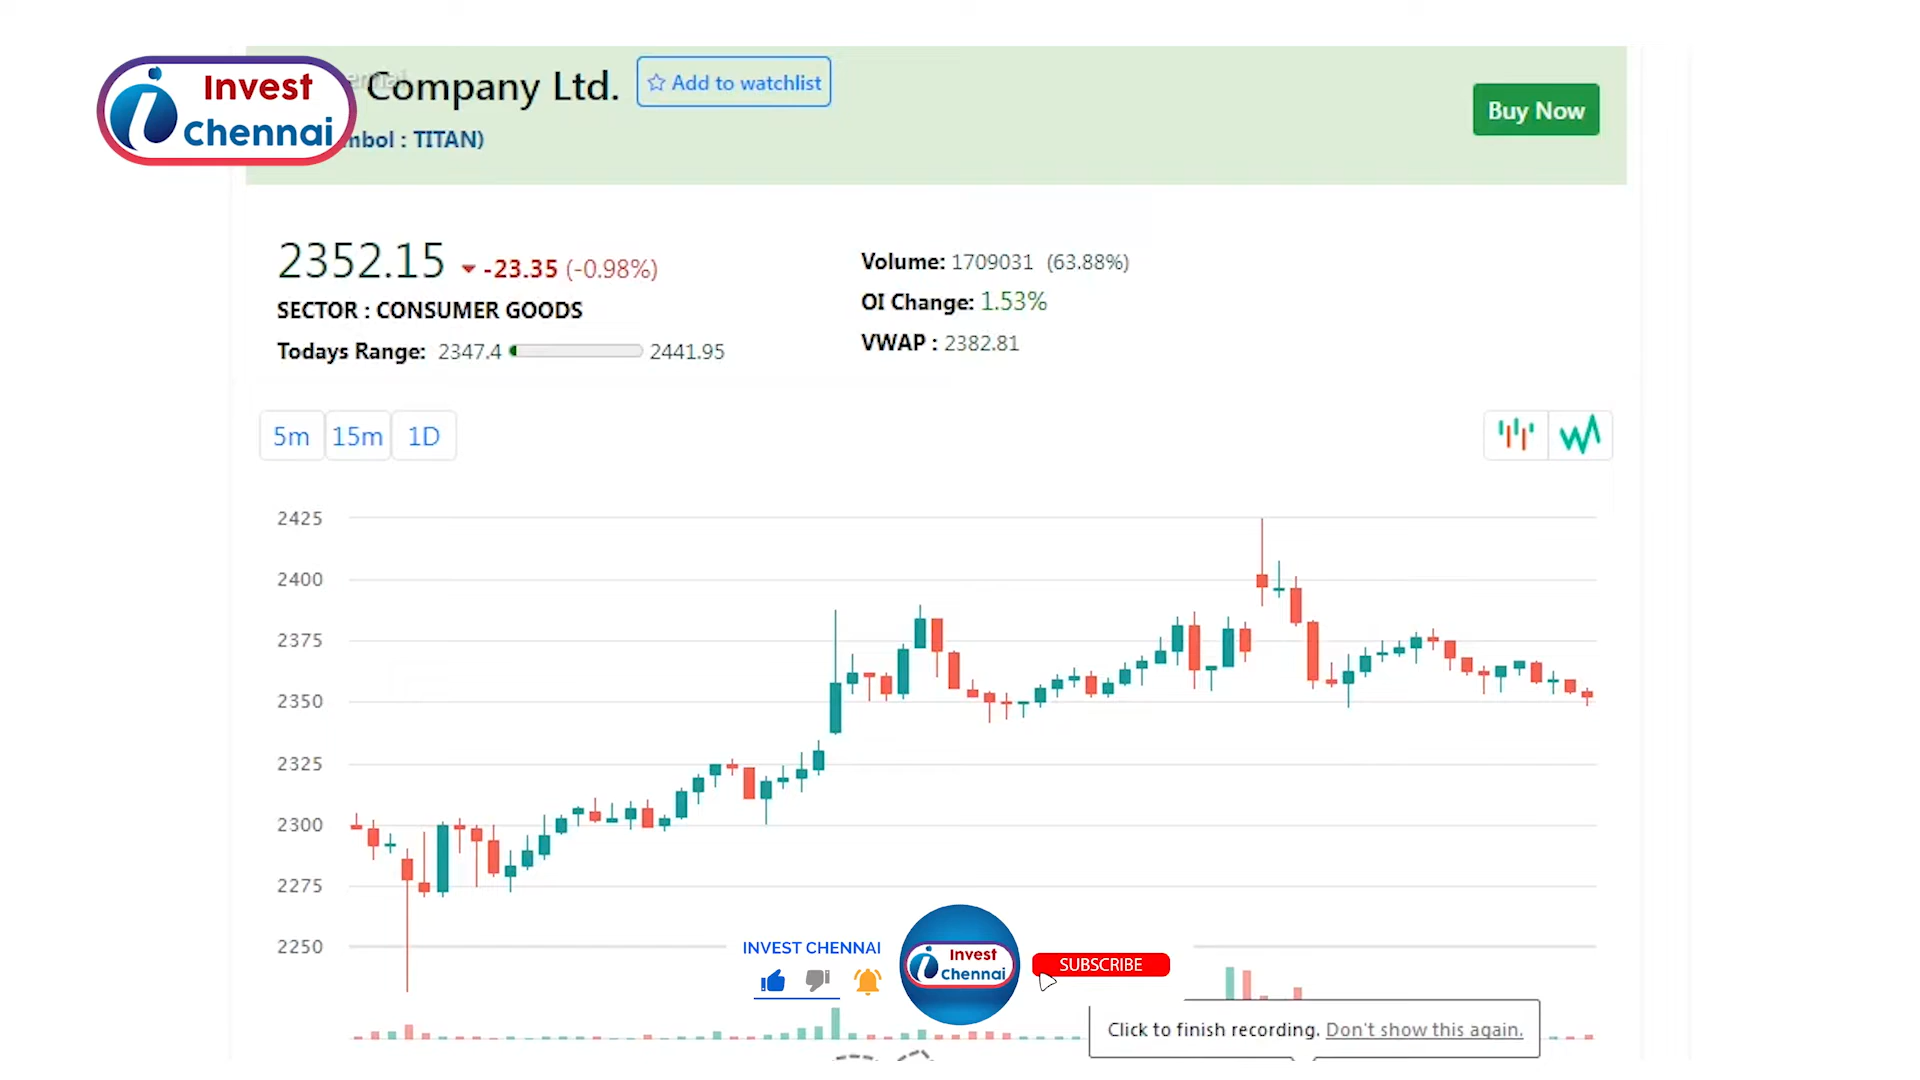 Invest
Chennai
Company Ltd.
Add to watchlist
mbol : TITAN)
Buy Now
2352.15 -23.35 (-0.98%)
SECTOR : CONSUMER GOODS
Todays Range: 2347.4 2441.95
Volume: 1709031 (63.88%)
OI Change: 1.53%
VWAP : 2382.81
5m 15m 1D
2425
2400
2375
2350
2325
2300
2275
2250
INVEST CHENNAI
Invest
Chennai
SUBSCRIBE
Click to finish recording. Don't show this again.